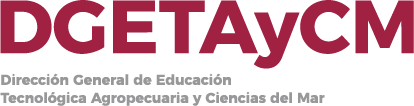 DGETAyCM
Dirección General de Educación
Tecnológica Agropecuaria y Ciencias del Mar